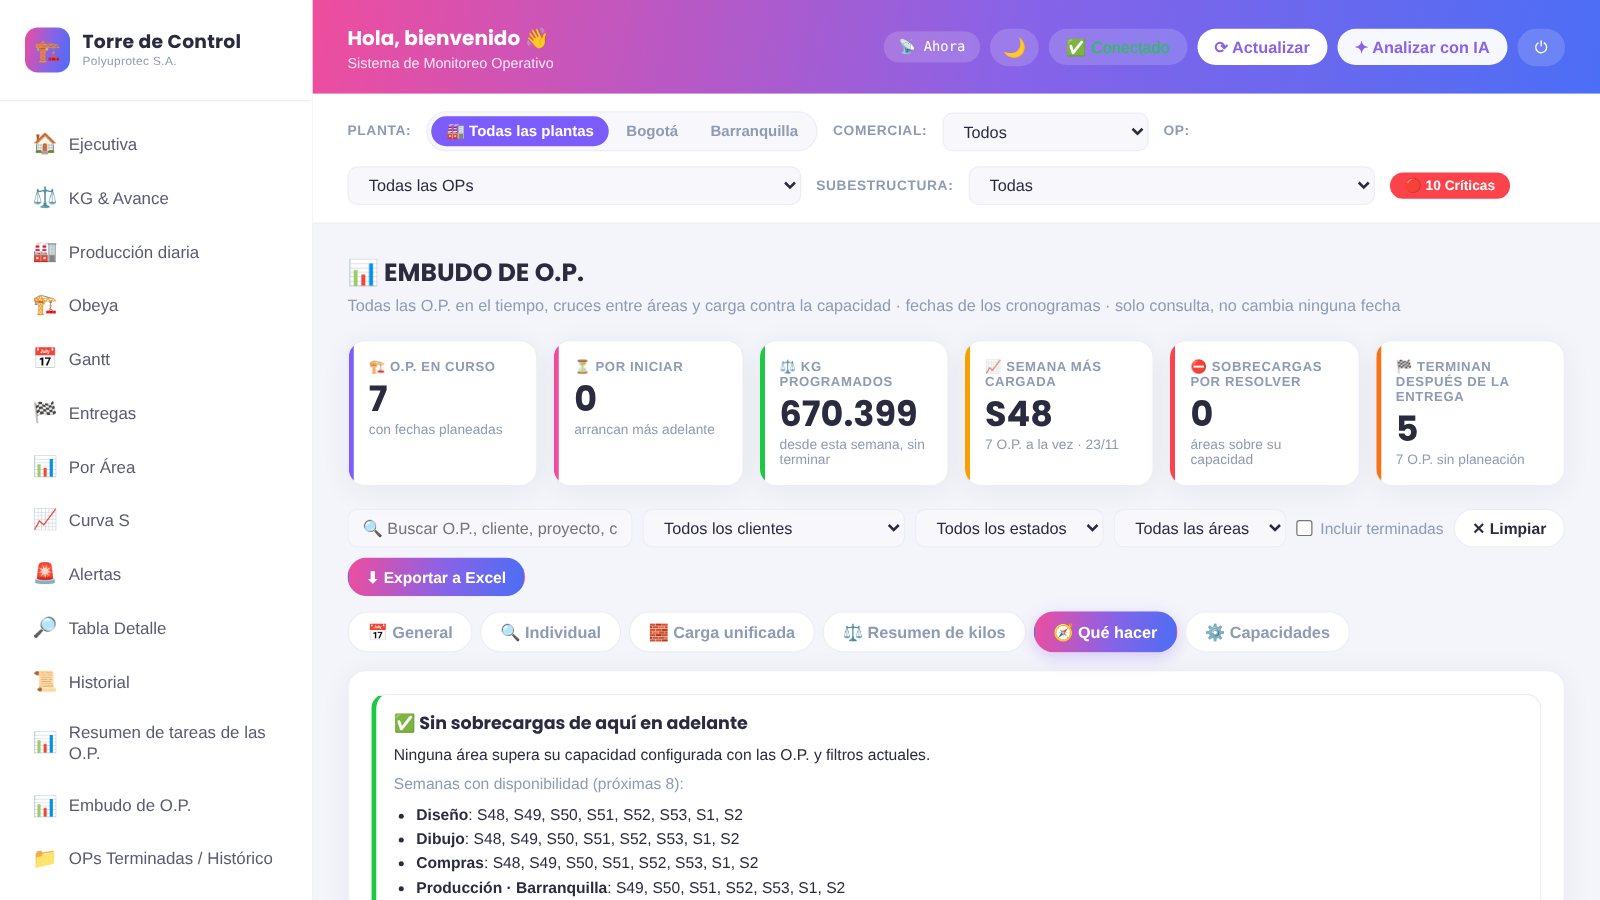 Torre de Control
Polyuprotec S.A.
Hola, bienvenido 👋
Sistema de Monitoreo Operativo
📡 Ahora
🌙
✅ Conectado
⟳ Actualizar
✦ Analizar con IA
⏻
Ejecutiva
KG & Avance
Producción diaria
Obeya
Gantt
Entregas
Por Área
Curva S
Alertas
Tabla Detalle
Historial
Resumen de tareas de las
O.P.
Embudo de O.P.
OPs Terminadas / Histórico
PLANTA:
🏭 Todas las plantas
Bogotá
Barranquilla
COMERCIAL:
Todos
OP:
Todas las OPs
SUBESTRUCTURA:
Todas
🔴 10 Críticas
📊 EMBUDO DE O.P.
Todas las O.P. en el tiempo, cruces entre áreas y carga contra la capacidad · fechas de los cronogramas · solo consulta, no cambia ninguna fecha
🏗️ O.P. EN CURSO
7
con fechas planeadas
⏳ POR INICIAR
0
arrancan más adelante
⚖️ KG
PROGRAMADOS
670.399
desde esta semana, sin
terminar
📈 SEMANA MÁS
CARGADA
S48
7 O.P. a la vez · 23/11
⛔ SOBRECARGAS
POR RESOLVER
0
áreas sobre su
capacidad
🏁 TERMINAN
DESPUÉS DE LA
ENTREGA
5
7 O.P. sin planeación
🔍 Buscar O.P., cliente, proyecto, c
Todos los clientes
Todos los estados
Todas las áreas
Incluir terminadas
✕ Limpiar
⬇ Exportar a Excel
📅 General
🔍 Individual
🧱 Carga unificada
⚖️ Resumen de kilos
🧭 Qué hacer
⚙️ Capacidades
✅ Sin sobrecargas de aquí en adelante
Ninguna área supera su capacidad configurada con las O.P. y filtros actuales.
Semanas con disponibilidad (próximas 8):
• Diseño: S48, S49, S50, S51, S52, S53, S1, S2
• Dibujo: S48, S49, S50, S51, S52, S53, S1, S2
• Compras: S48, S49, S50, S51, S52, S53, S1, S2
• Producción · Barranquilla: S49, S50, S51, S52, S53, S1, S2